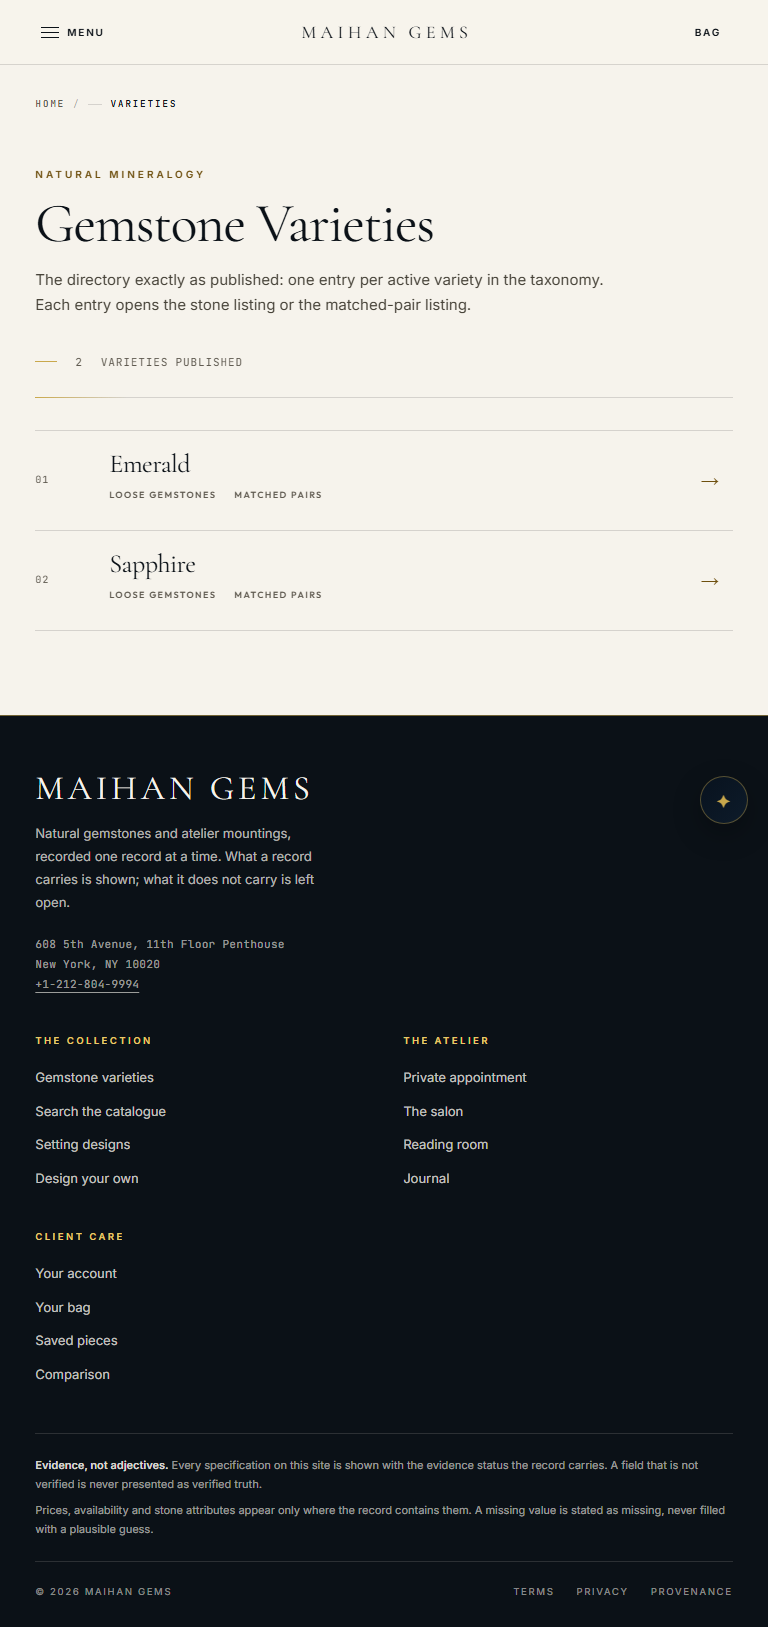 MENU
MAIHAN GEMS
BAG
HOME / VARIETIES
NATURAL MINERALOGY
Gemstone Varieties
The directory exactly as published: one entry per active variety in the taxonomy.
Each entry opens the stone listing or the matched-pair listing.
2 VARIETIES PUBLISHED
01
Emerald
LOOSE GEMSTONES MATCHED PAIRS
→
02
Sapphire
LOOSE GEMSTONES MATCHED PAIRS
→
MAIHAN GEMS
Natural gemstones and atelier mountings,
recorded one record at a time. What a record
carries is shown; what it does not carry is left
open.
608 5th Avenue, 11th Floor Penthouse
New York, NY 10020
+1-212-804-9994
THE COLLECTION
Gemstone varieties
Search the catalogue
Setting designs
Design your own
THE ATELIER
Private appointment
The salon
Reading room
Journal
CLIENT CARE
Your account
Your bag
Saved pieces
Comparison
Evidence, not adjectives. Every specification on this site is shown with the evidence status the record carries. A field that is not
verified is never presented as verified truth.
Prices, availability and stone attributes appear only where the record contains them. A missing value is stated as missing, never filled
with a plausible guess.
© 2026 MAIHAN GEMS
TERMS PRIVACY PROVENANCE